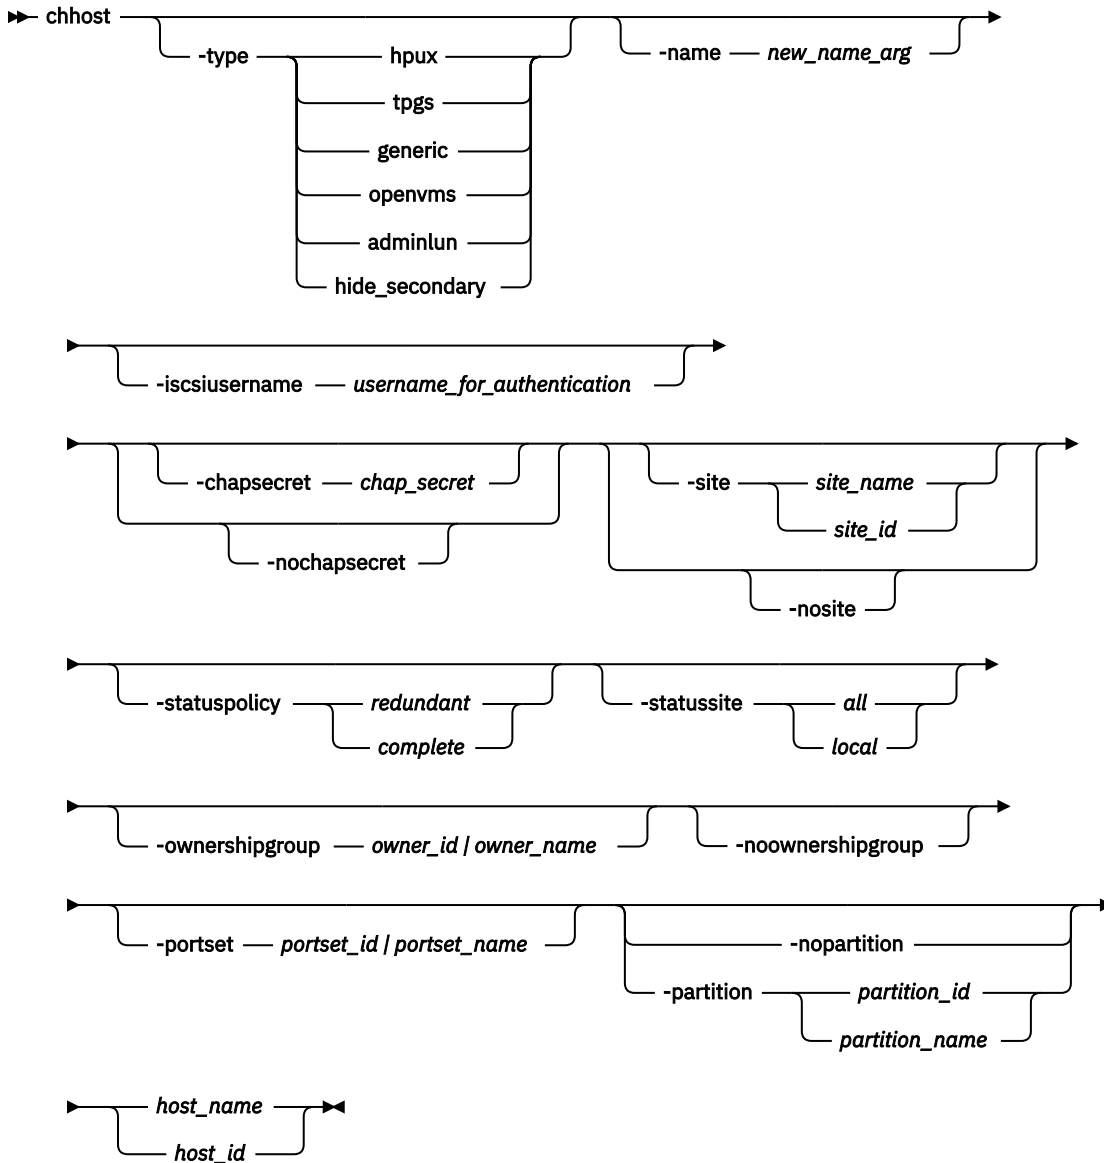 chhost
-type hpux -name new_name_arg
tpgs
generic
openvms
adminlun
hide_secondary
-iscsiusername username_for_authentication
-chapsecret chap_secret -site site_name
site_id
-nochapsecret
-nosite
-statuspolicy redundant -statussite all
complete local
-ownershipgroup owner_id / owner_name -noownershipgroup
-portset portset_id / portset_name -nopartition
-partition partition_id
partition_name
host_name
host_id